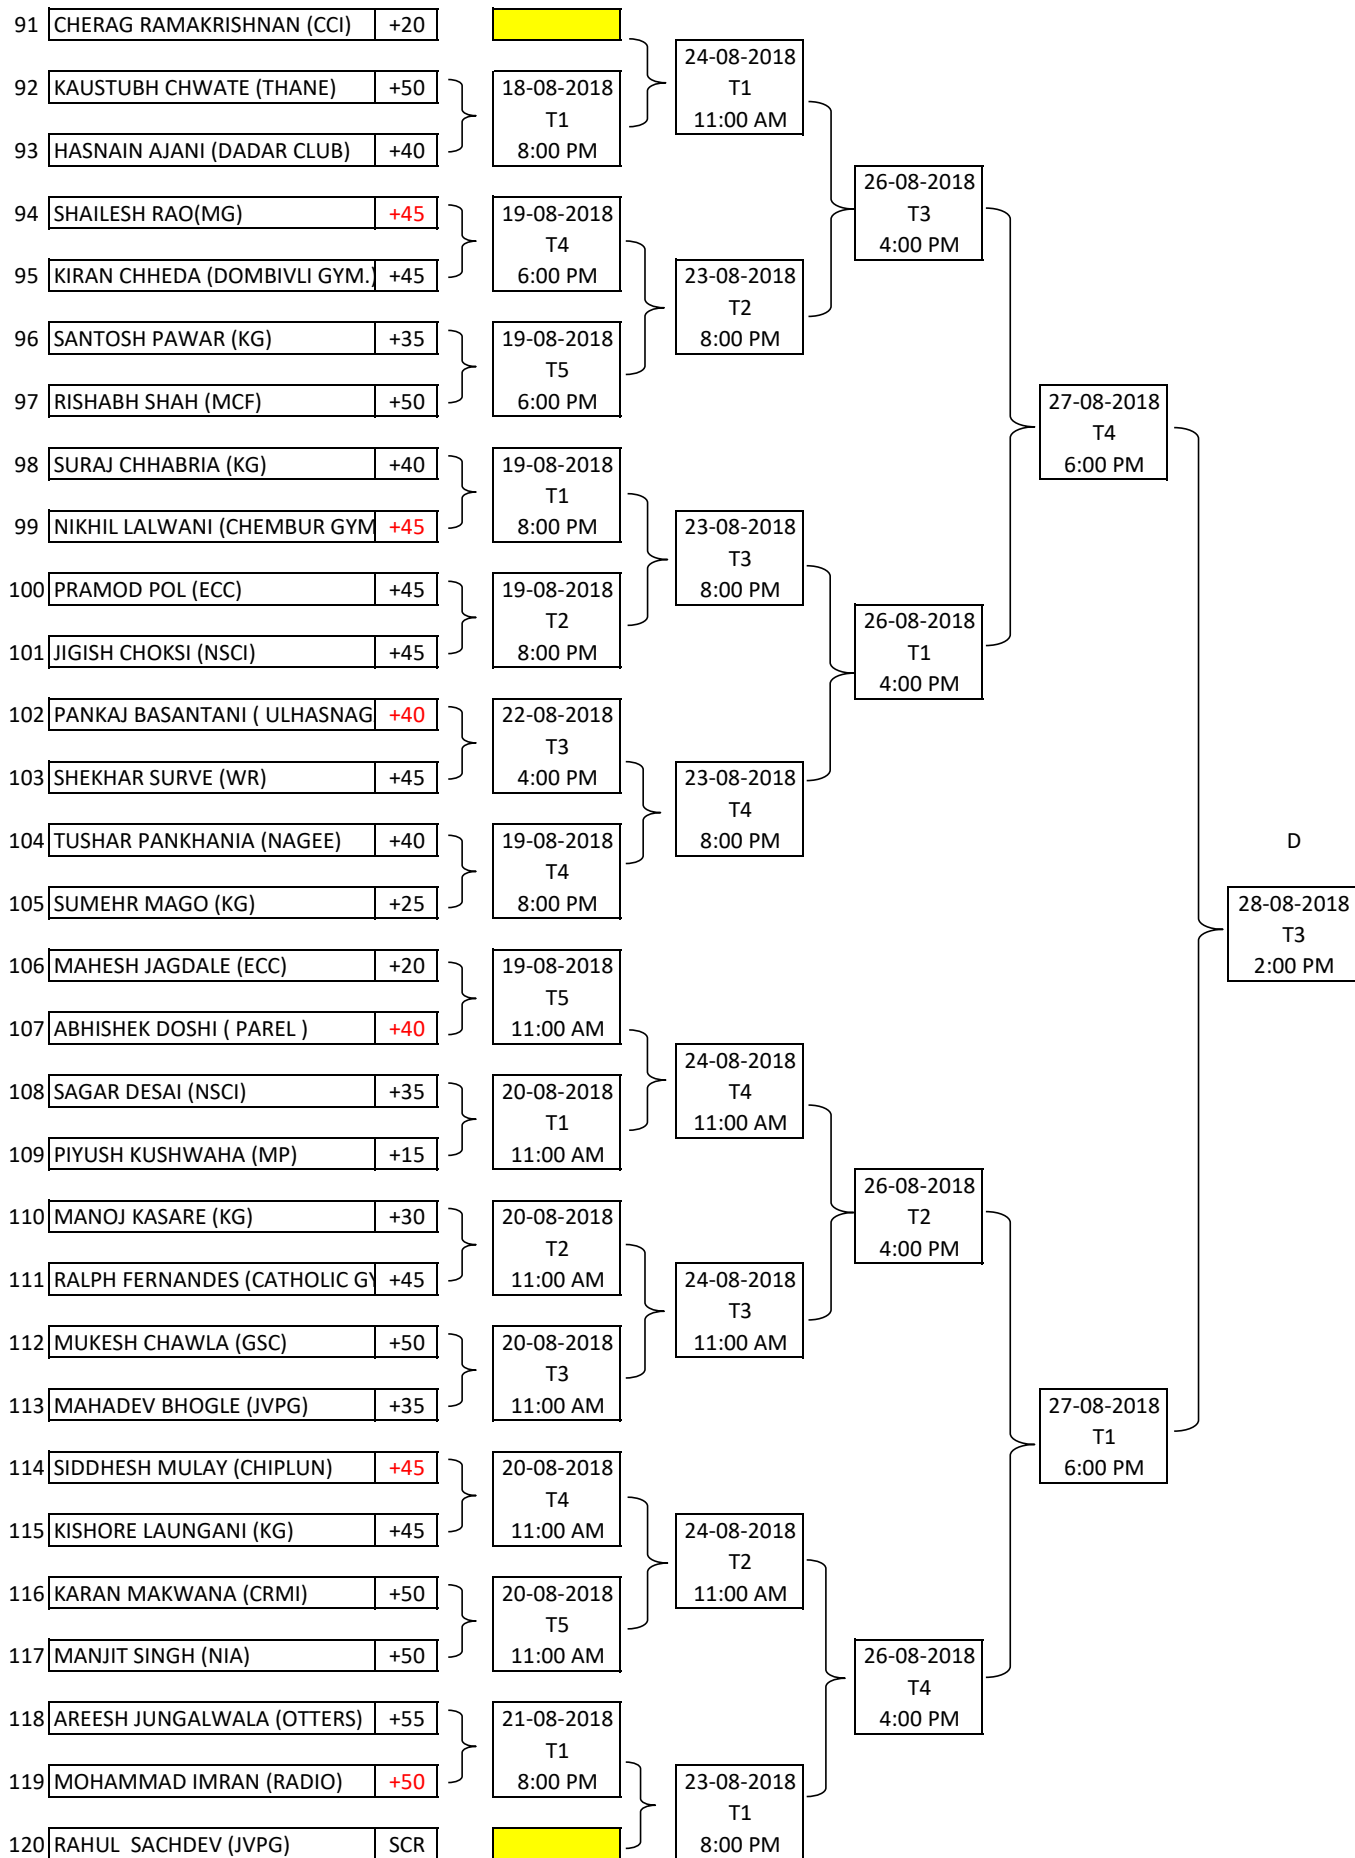 91 CHERAG RAMAKRISHNAN (CCI) +20
24-08-2018
92 KAUSTUBH CHWATE (THANE) +50 18-08-2018 T1
T1 11:00 AM
93 HASNAIN AJANI (DADAR CLUB) +40 8:00 PM
26-08-2018
94 SHAILESH RAO(MG) +45 19-08-2018 T3
T4 4:00 PM
95 KIRAN CHHEDA (DOMBIVLI GYM.) +45 6:00 PM 23-08-2018
T2
96 SANTOSH PAWAR (KG) +35 19-08-2018 8:00 PM
T5
97 RISHABH SHAH (MCF) +50 6:00 PM 27-08-2018
T4
98 SURAJ CHHABRIA (KG) +40 19-08-2018 6:00 PM
T1
99 NIKHIL LALWANI (CHEMBUR GYM +45 8:00 PM 23-08-2018
T3
100 PRAMOD POL (ECC) +45 19-08-2018 8:00 PM
T2 26-08-2018
101 JIGISH CHOKSI (NSCI) +45 8:00 PM T1
4:00 PM
102 PANKAJ BASANTANI ( ULHASNAG +40 22-08-2018
T3
103 SHEKHAR SURVE (WR) +45 4:00 PM 23-08-2018
T4
104 TUSHAR PANKHANIA (NAGEE) +40 19-08-2018 8:00 PM D
T4
105 SUMEHR MAGO (KG) +25 8:00 PM 28-08-2018
T3
106 MAHESH JAGDALE (ECC) +20 19-08-2018 2:00 PM
T5
107 ABHISHEK DOSHI ( PAREL ) +40 11:00 AM
24-08-2018
108 SAGAR DESAI (NSCI) +35 20-08-2018 T4
T1 11:00 AM
109 PIYUSH KUSHWAHA (MP) +15 11:00 AM
26-08-2018
110 MANOJ KASARE (KG) +30 20-08-2018 T2
T2 4:00 PM
111 RALPH FERNANDES (CATHOLIC GY +45 11:00 AM 24-08-2018
T3
112 MUKESH CHAWLA (GSC) +50 20-08-2018 11:00 AM
T3
113 MAHADEV BHOGLE (JVPG) +35 11:00 AM 27-08-2018
T1
114 SIDDHESH MULAY (CHIPLUN) +45 20-08-2018 6:00 PM
T4
115 KISHORE LAUNGANI (KG) +45 11:00 AM 24-08-2018
T2
116 KARAN MAKWANA (CRMI) +50 20-08-2018 11:00 AM
T5
117 MANJIT SINGH (NIA) +50 11:00 AM 26-08-2018
T4
118 AREESH JUNGALWALA (OTTERS) +55 21-08-2018 4:00 PM
T1
119 MOHAMMAD IMRAN (RADIO) +50 8:00 PM 23-08-2018
T1
120 RAHUL SACHDEV (JVPG) SCR 8:00 PM